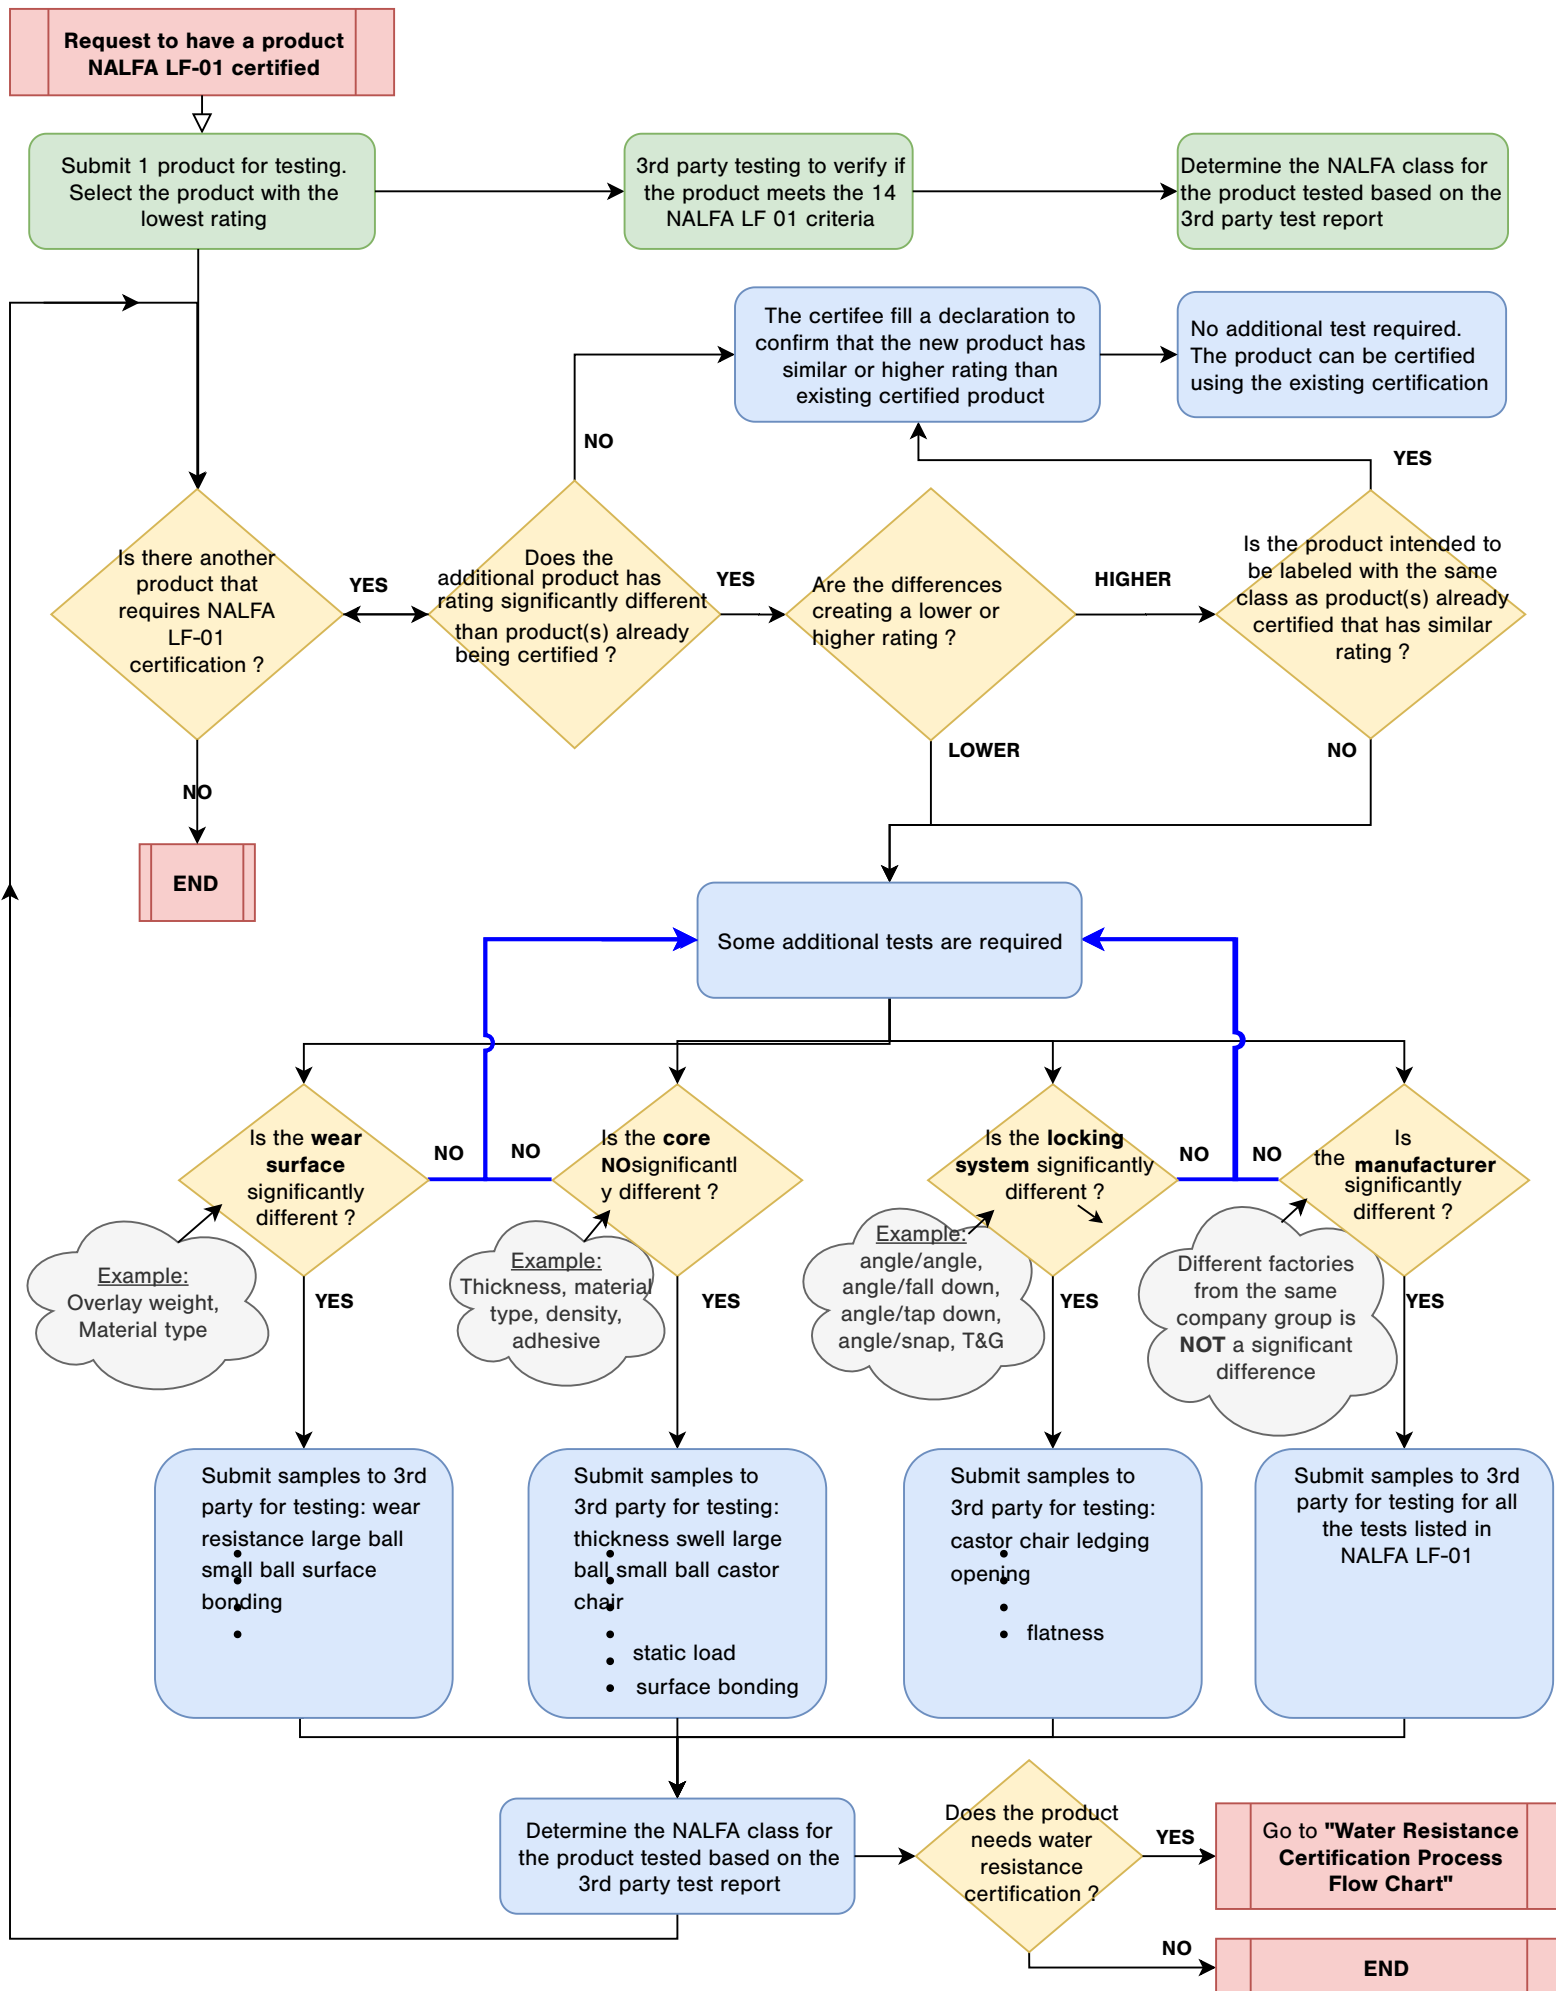 Request to have a product
NALFA LF-01 certified
Submit 1 product for testing.
Select the product with the
lowest rating
3rd party testing to verify if
the product meets the 14
NALFA LF 01 criteria
Determine the NALFA class for
the product tested based on the
3rd party test report
The certifee fill a declaration to
confirm that the new product has
similar or higher rating than
existing certified product
No additional test required.
The product can be certified
using the existing certification
NO
YES
Is there another
product that
requires NALFA
LF-01
certification ?
YES
Does the
additional product has
rating significantly different
than product(s) already
being certified ?
YES
Are the differences
creating a lower or
higher rating ?
HIGHER
Is the product intended to
be labeled with the same
class as product(s) already
certified that has similar
rating ?
LOWER
NO
NO
END
Some additional tests are required
Is the wear
surface
significantly
different ?
NO
NO
Is the core
NOsignificantl
y different ?
Is the locking
system significantly
different ?
NO
NO
Is
the manufacturer
significantly
different ?
Example:
Overlay weight,
Material type
YES
Example:
Thickness, material
type, density,
adhesive
YES
Example:
angle/angle,
angle/fall down,
angle/tap down,
angle/snap, T&G
YES
Different factories
from the same
company group is
NOT a significant
difference
YES
Submit samples to 3rd
party for testing: wear
resistance large ball
small ball surface
bonding
Submit samples to
3rd party for testing:
thickness swell large
ball small ball castor
chair
static load
surface bonding
Submit samples to
3rd party for testing:
castor chair ledging
opening
flatness
Submit samples to 3rd
party for testing for all
the tests listed in
NALFA LF-01
Determine the NALFA class for
the product tested based on the
3rd party test report
Does the product
needs water
resistance
certification ?
YES
Go to "Water Resistance
Certification Process
Flow Chart"
NO
END